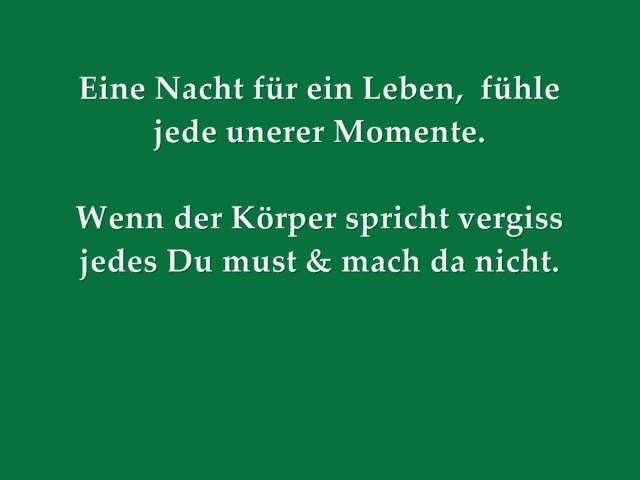 Eine Nacht für ein Leben,  fühle
jede unerer Momente.
Wenn der Körper spricht vergiss
jedes Du must & mach da nicht.